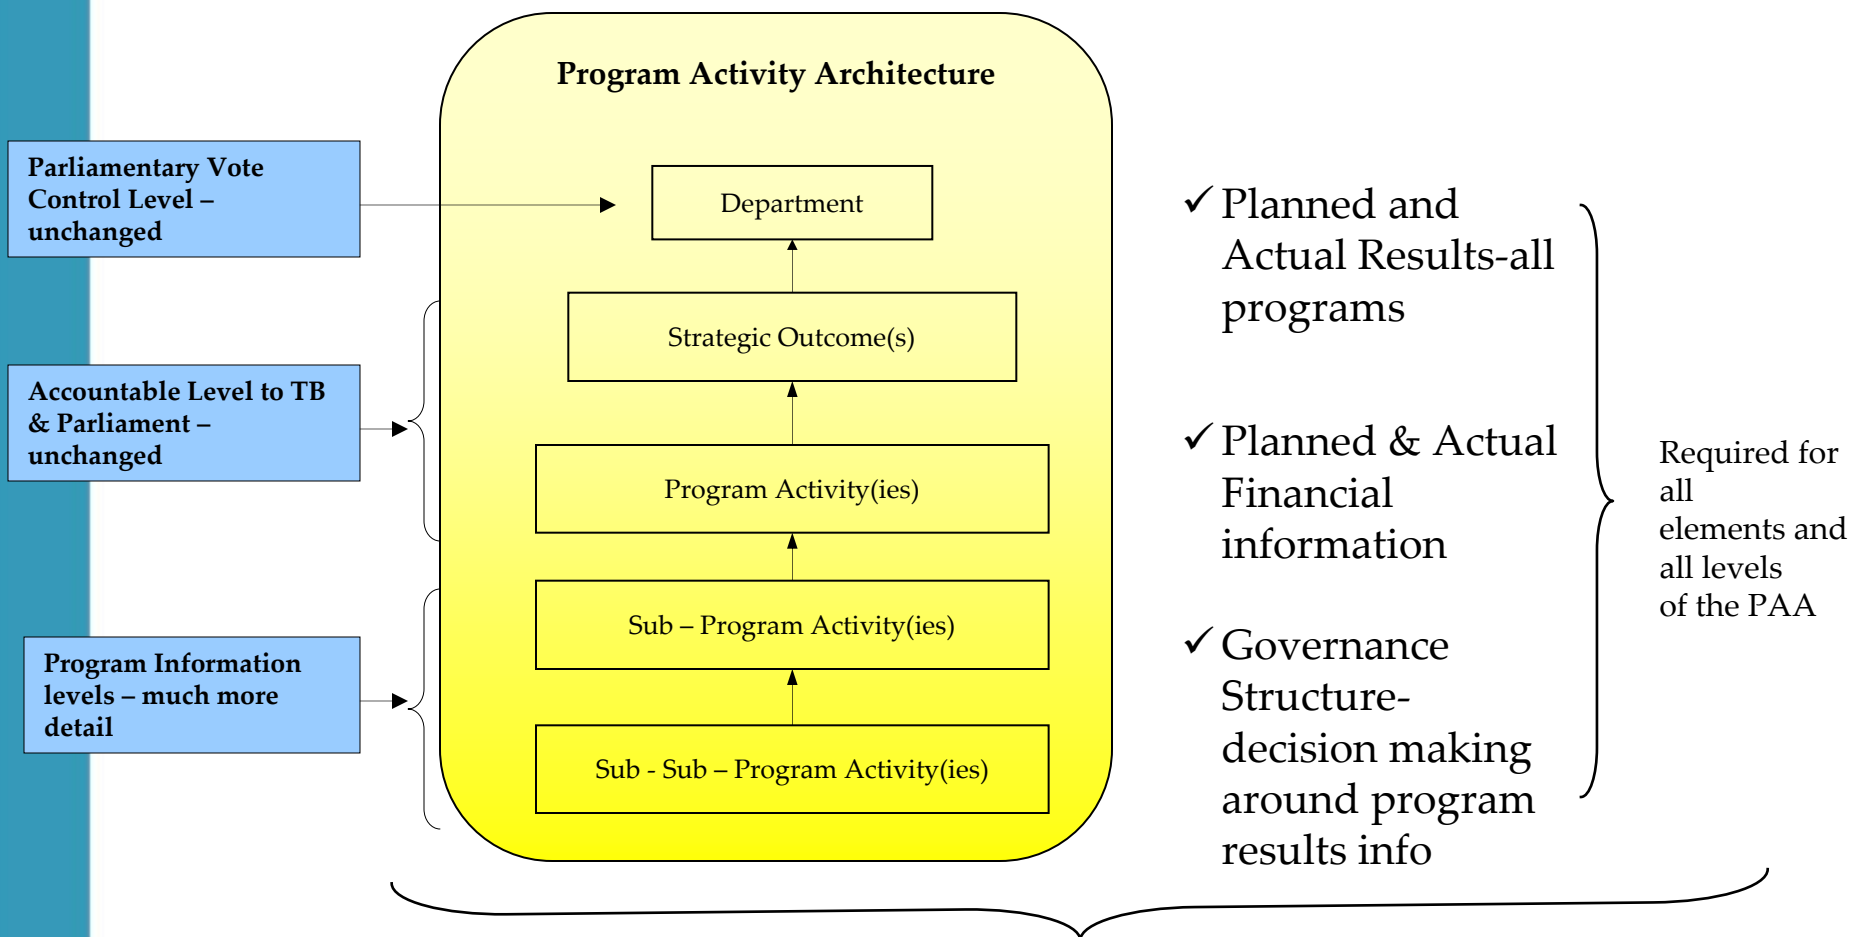 Program Activity Architecture
Parliamentary Vote
Control Level –
unchanged
Department
Strategic Outcome(s)
Accountable Level to TB
& Parliament –
unchanged
Program Activity(ies)
Sub – Program Activity(ies)
Program Information
levels – much more
detail
Sub - Sub – Program Activity(ies)
✓ Planned and
Actual Results-all
programs
✓ Planned & Actual
Financial
information
✓ Governance
Structure-
decision making
around program
results info
Required for
all
elements and
all levels
of the PAA